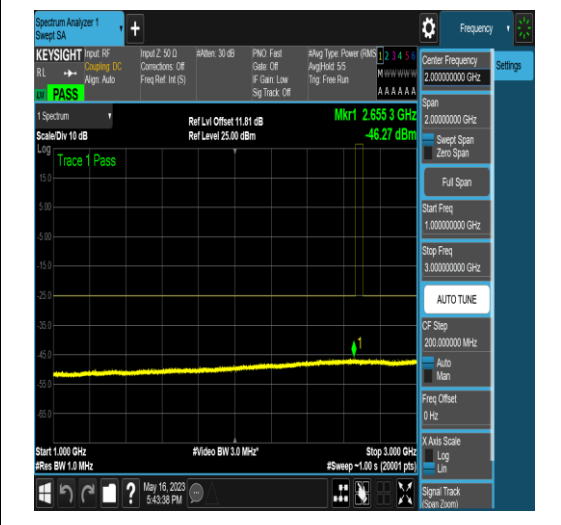 Spectrum Analyzer 1
Swept SA
+
Frequency
KEYSIGHT
RL
PASS
Input: RF
Coupling: DC
Align: Auto
Input Z: 50 Ω
Corrections: Off
Freq Ref: Int (S)
#Atten: 30 dB
PNO: Fast
Gate: Off
IF Gain: Low
Sig Track: Off
#Avg Type: Power (RMS
Avg|Hold: 5/5
Trig: Free Run
1 2 3 4 5 6
M w w w w w
A A A A A A
Settings
1 Spectrum
Scale/Div 10 dB
Ref Lvl Offset 11.81 dB
Ref Level 25.00 dBm
Mkr1 2.655 3 GHz
-46.27 dBm
Log
Trace 1 Pass
15.0
5.00
-5.00
-15.0
-25.0
-35.0
-45.0
-55.0
-65.0
1
Start 1.000 GHz
#Res BW 1.0 MHz
#Video BW 3.0 MHz*
Stop 3.000 GHz
#Sweep ~1.00 s (20001 pts)
?
May 16, 2023
5:43:38 PM
Center Frequency
2.000000000 GHz
Span
2.00000000 GHz
Swept Span
Zero Span
Full Span
Start Freq
1.000000000 GHz
Stop Freq
3.000000000 GHz
AUTO TUNE
CF Step
200.000000 MHz
Auto
Man
Freq Offset
0 Hz
X Axis Scale
Log
Lin
Signal Track
(Span Zoom)